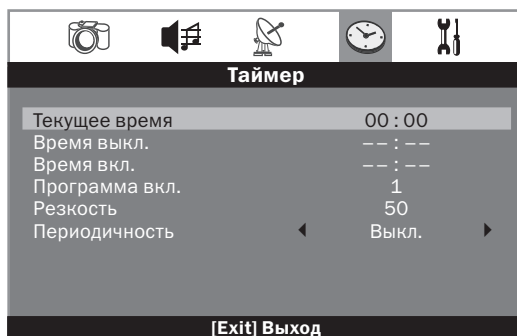 Таймер
Текущее время 00 : 00
Время выкл. –– : ––
Время вкл. –– : ––
Программа вкл. 1
Резкость 50
Периодичность Выкл.
[Exit] Выход